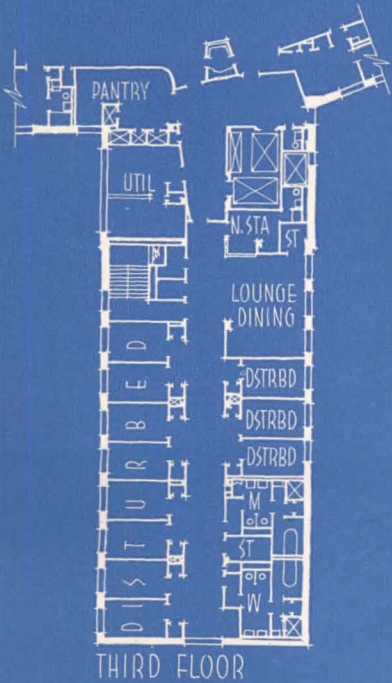 PANTRY
UTIL
N.STA
ST
LOUNGE
DINING
DISTURBED
DSTRBD
DSTRBD
DSTRBD
M
ST
W
THIRD FLOOR